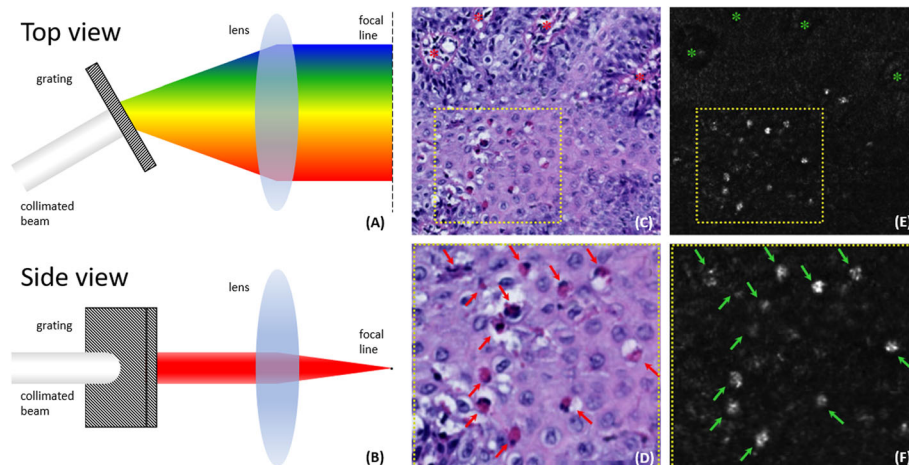 Top view
lens
focal
line
grating
collimated
beam
(A)
(C)
(E)
Side view
lens
grating
focal
line
collimated
beam
(B)
(D)
(F)